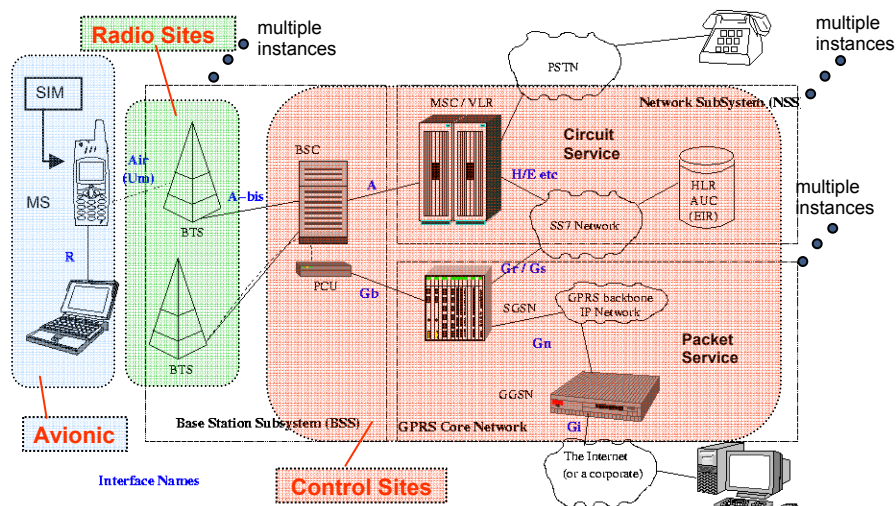 Radio Sites
multiple
instances
multiple
instances
PSTN
SIM
MSC / VLR
Network SubSystem (NSS
Circuit
Service
BSC
Air
(Um)
A-bis
A
H/E etc
MS
HLR
AUC
(EIR)
multiple
instances
SS7 Network
BTS
R
Gr / Gs
PCU
Gb
SGSN
GPRS backbone
IP Network
Gn
Packet
Service
BTS
GGSN
Base Station Subsystem (BSS)
GPRS Core Network
Gi
Avionic
The Internet
(or a corporate)
Interface Names
Control Sites